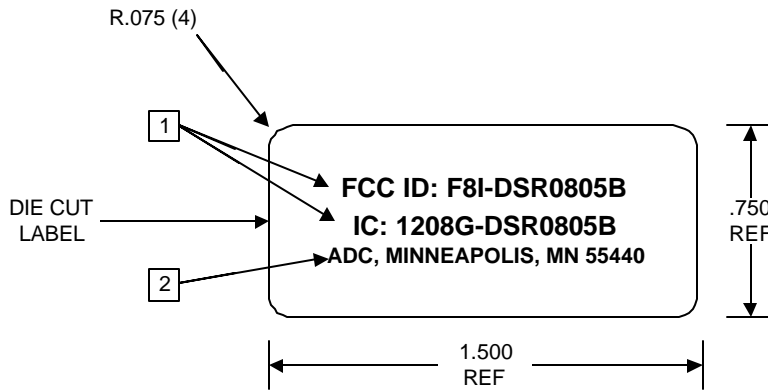 R.075 (4)
1
FCC ID: F8I-DSR0805B
IC: 1208G-DSR0805B
ADC, MINNEAPOLIS, MN 55440
DIE CUT
LABEL
2
.750
REF
1.500
REF